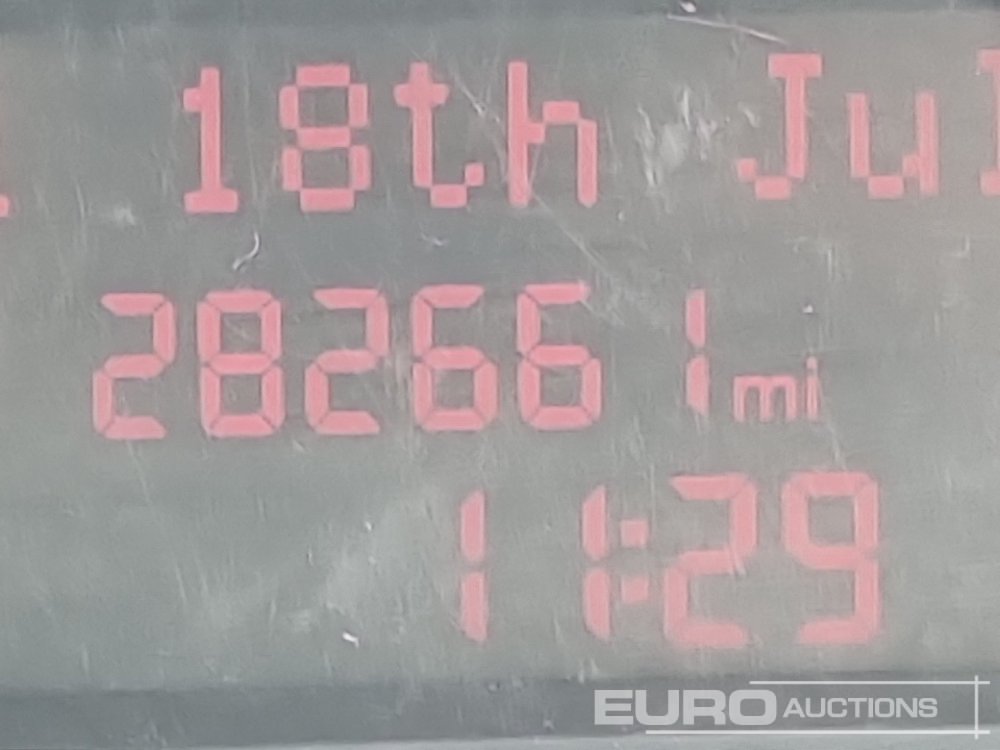 18th Jul
282661 mi
11:29
EURO AUCTIONS